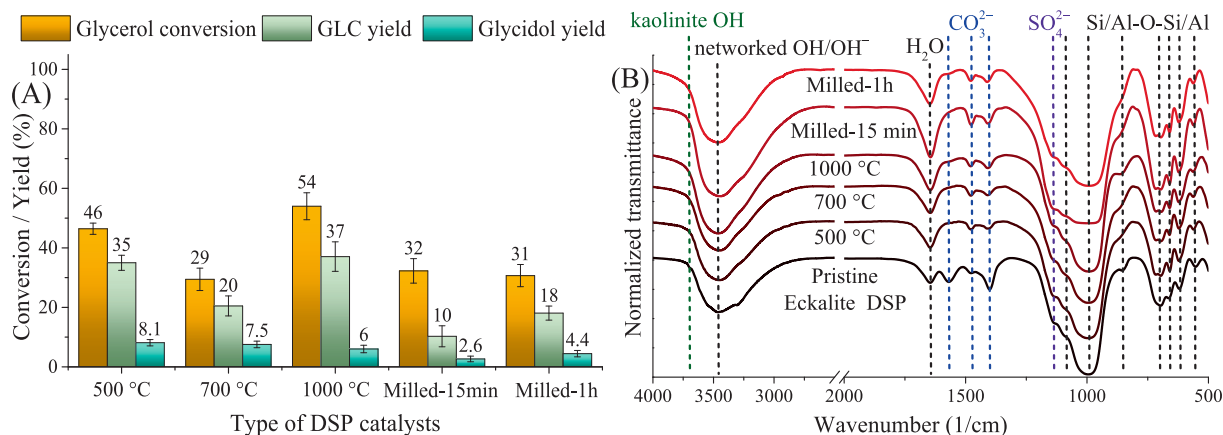 Glycerol conversion GLC yield Glycidol yield
(A)
Conversion / Yield (%)
100
80
60
40
20
0
46
35
8.1
29
20
7.5
54
37
6
32
10
2.6
31
18
4.4
500 °C 700 °C 1000 °C Milled-15min Milled-1h
Type of DSP catalysts
kaolinite OH CO₃²⁻ SO₄²⁻ Si/Al-O-Si/Al
networked OH/OH⁻ H₂O
(B)
Milled-1h
Milled-15 min
1000 °C
700 °C
500 °C
Pristine
Eckalite DSP
Normalized transmittance
4000 3500 3000 2000 2000 1500 1000 500
Wavenumber (1/cm)